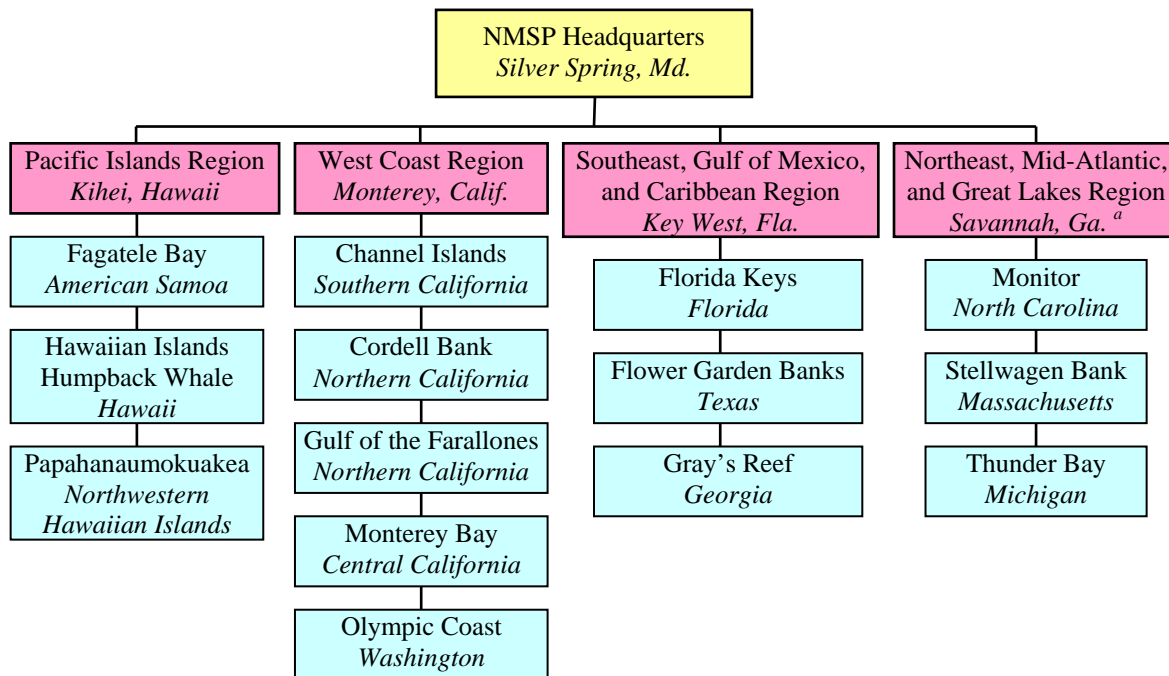 NMSP Headquarters
Silver Spring, Md.
Pacific Islands Region
Kihei, Hawaii
Fagatele Bay
American Samoa
Hawaiian Islands
Humpback Whale
Hawaii
Papahanaumokuakea
Northwestern
Hawaiian Islands
West Coast Region
Monterey, Calif.
Channel Islands
Southern California
Cordell Bank
Northern California
Gulf of the Farallones
Northern California
Monterey Bay
Central California
Olympic Coast
Washington
Southeast, Gulf of Mexico,
and Caribbean Region
Key West, Fla.
Florida Keys
Florida
Flower Garden Banks
Texas
Gray’s Reef
Georgia
Northeast, Mid-Atlantic,
and Great Lakes Region
Savannah, Ga. a
Monitor
North Carolina
Stellwagen Bank
Massachusetts
Thunder Bay
Michigan